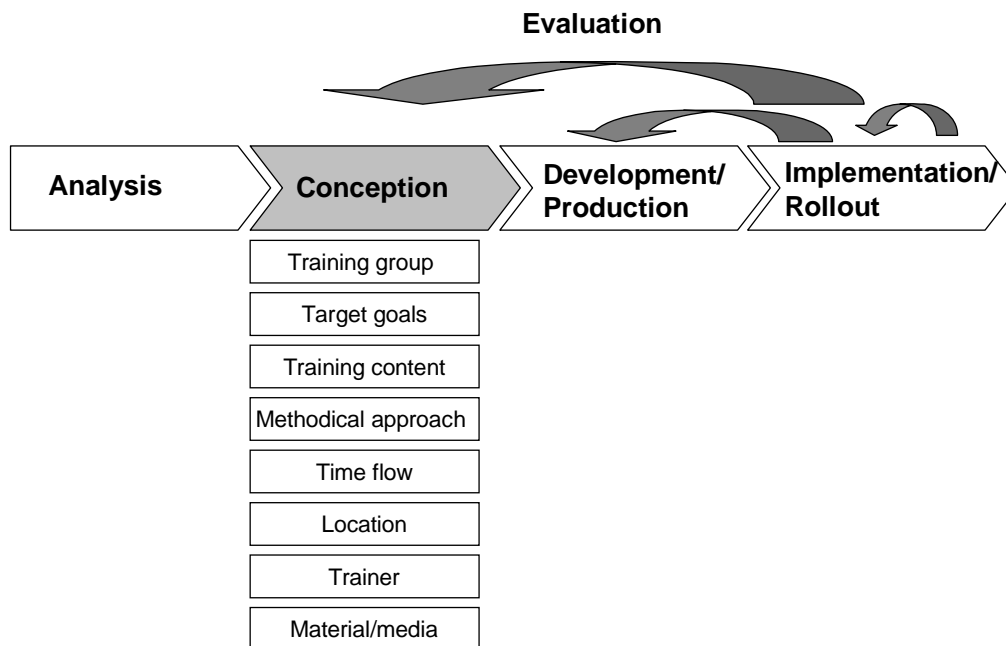 Evaluation
Analysis
Conception
Development/
Production
Implementation/
Rollout
Training group
Target goals
Training content
Methodical approach
Time flow
Location
Trainer
Material/media